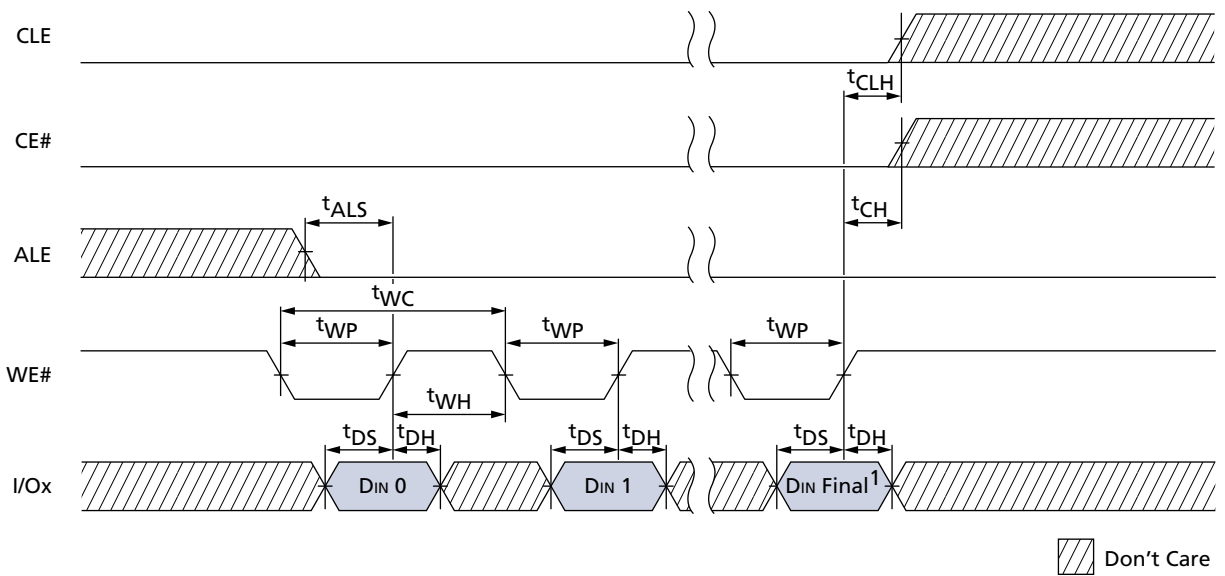 CLE
tCLH
CE#
tCH
tALS
ALE
tWC
tWP
tWP
tWP
WE#
tWH
tDS
tDH
tDS
tDH
tDS
tDH
I/Ox
DIN 0
DIN 1
DIN Final1
Don't Care